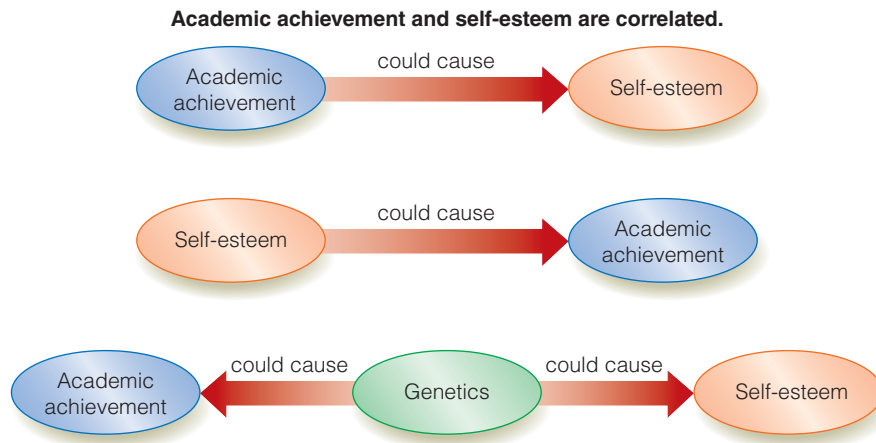 Academic achievement and self-esteem are correlated.
could cause
Academic
achievement
Self-esteem
could cause
Self-esteem
Academic
achievement
could cause
could cause
Academic
achievement
Genetics
Self-esteem